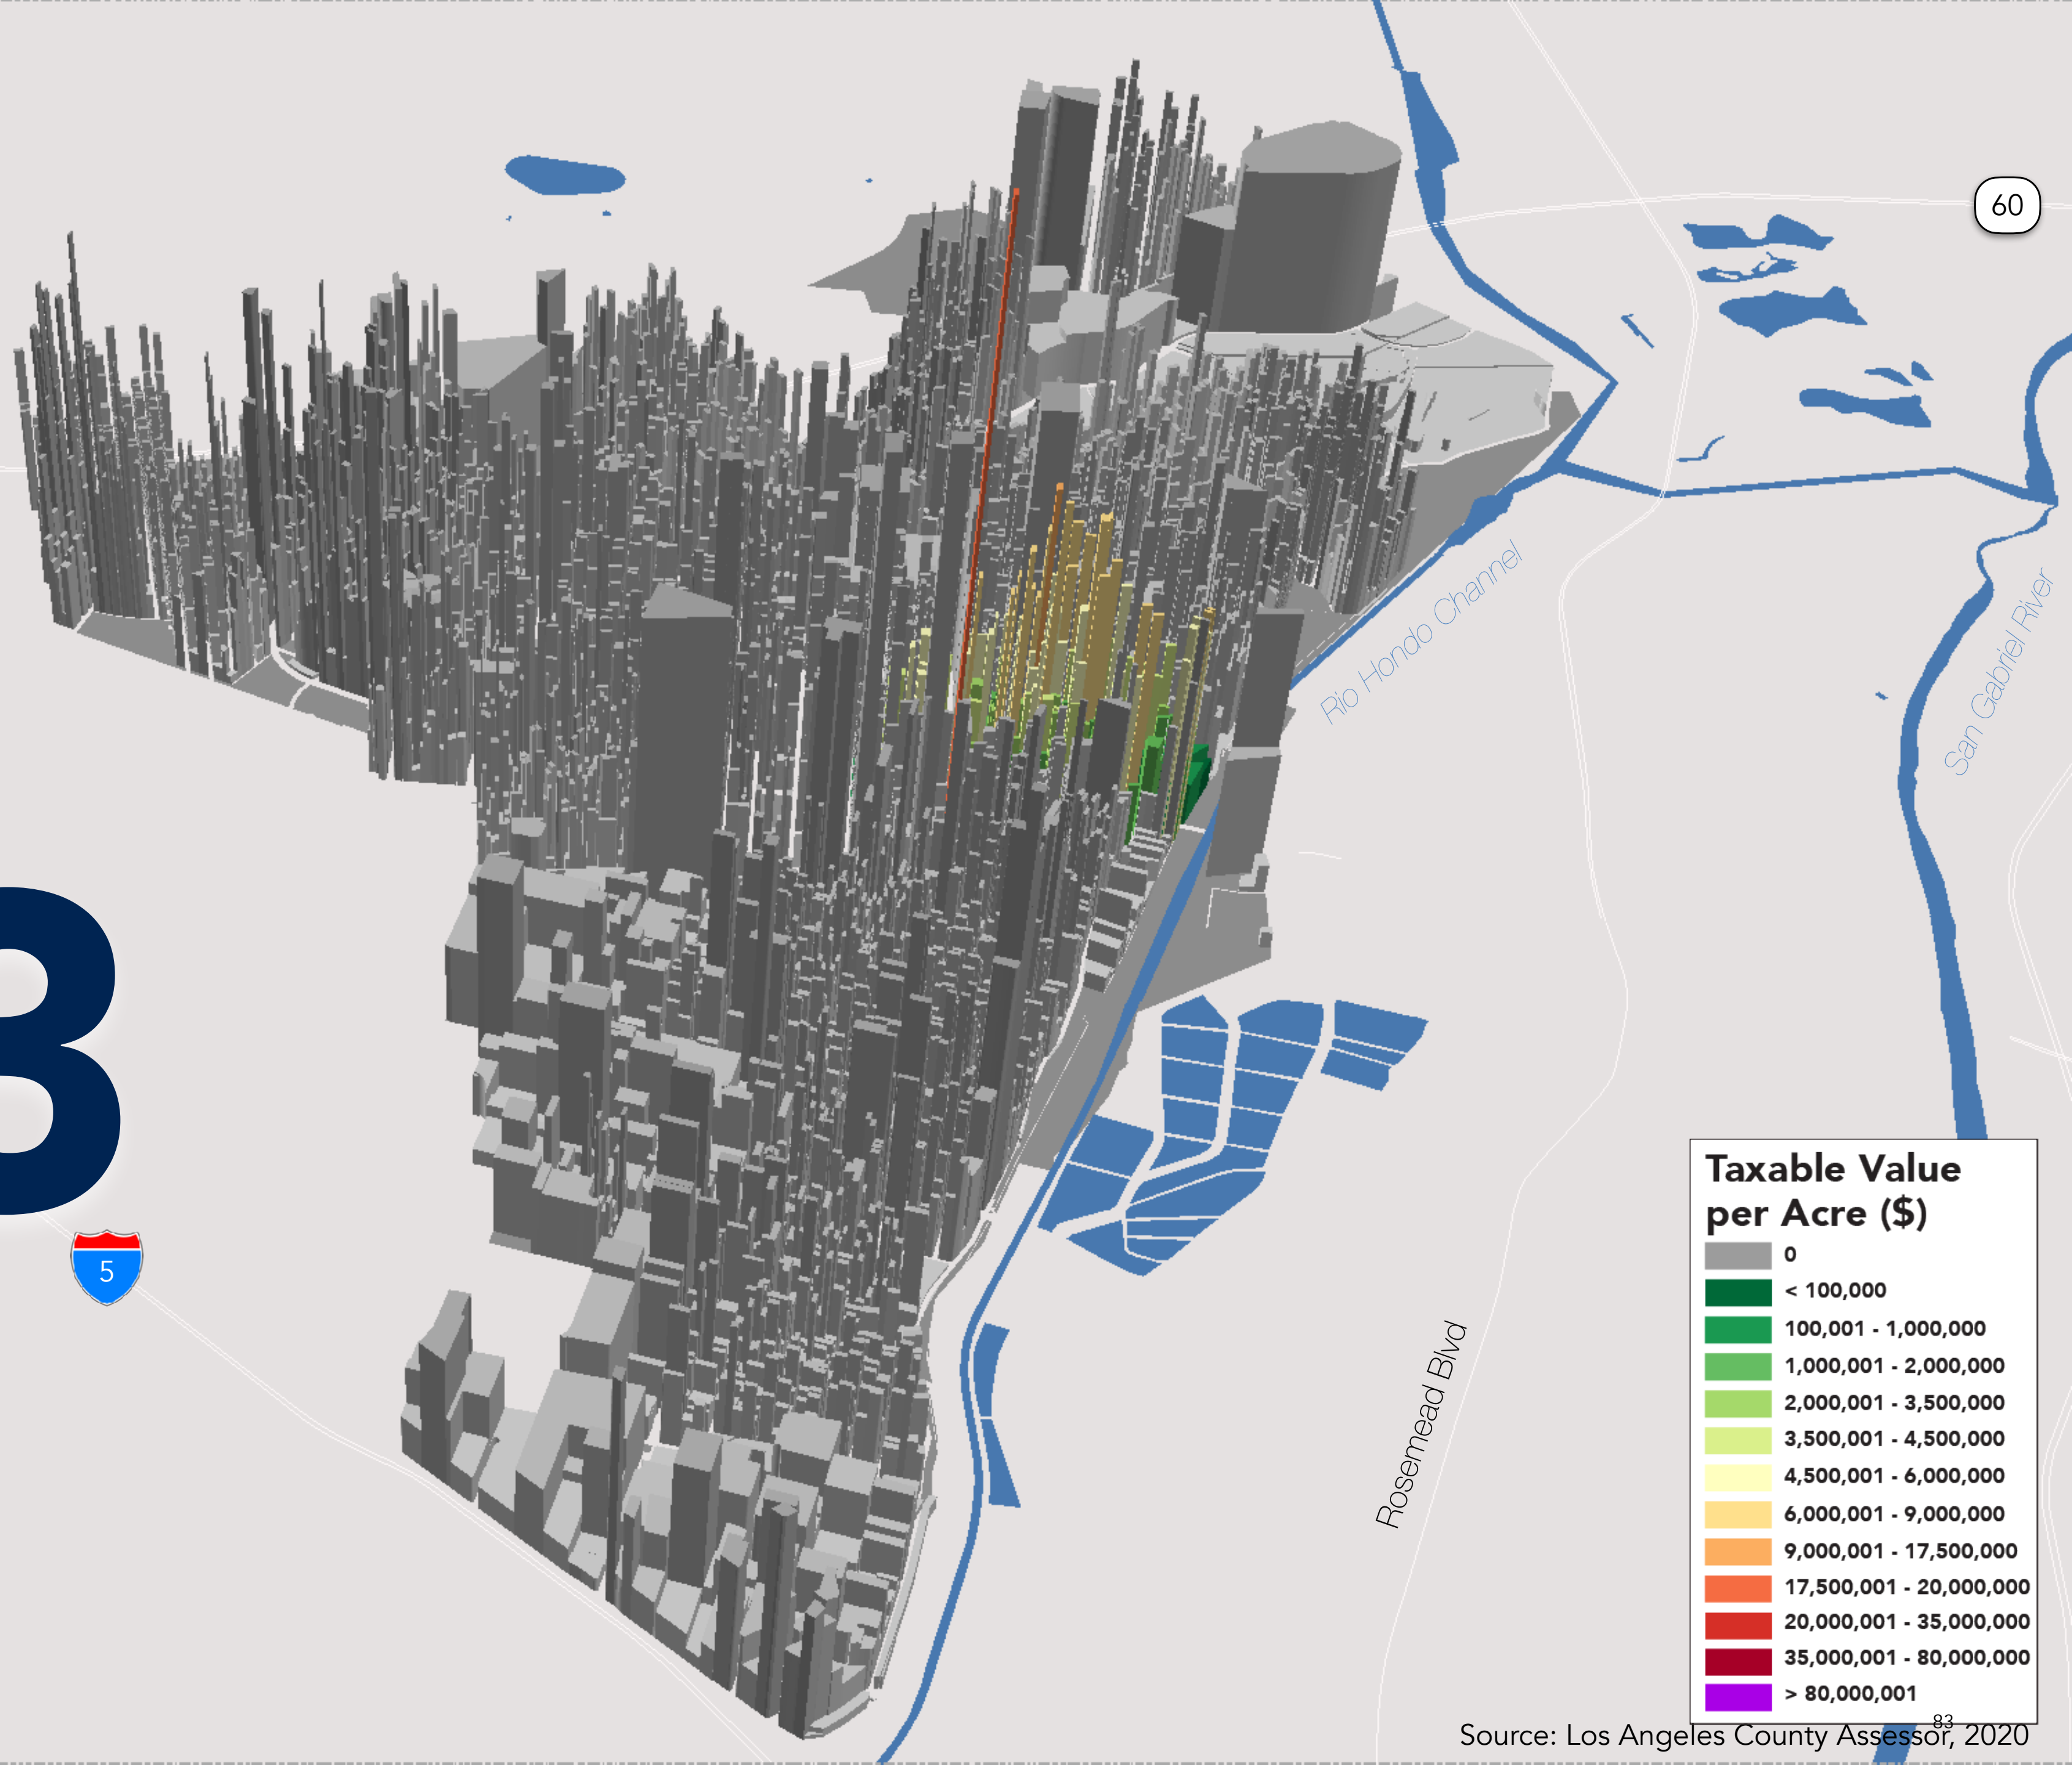 60
Rio Hondo Channel
San Gabriel River
3
5
Rosemead Blvd
Taxable Value
per Acre ($)
0
< 100,000
100,001 - 1,000,000
1,000,001 - 2,000,000
2,000,001 - 3,500,000
3,500,001 - 4,500,000
4,500,001 - 6,000,000
6,000,001 - 9,000,000
9,000,001 - 17,500,000
17,500,001 - 20,000,000
20,000,001 - 35,000,000
35,000,001 - 80,000,000
> 80,000,001
83
Source: Los Angeles County Assessor, 2020